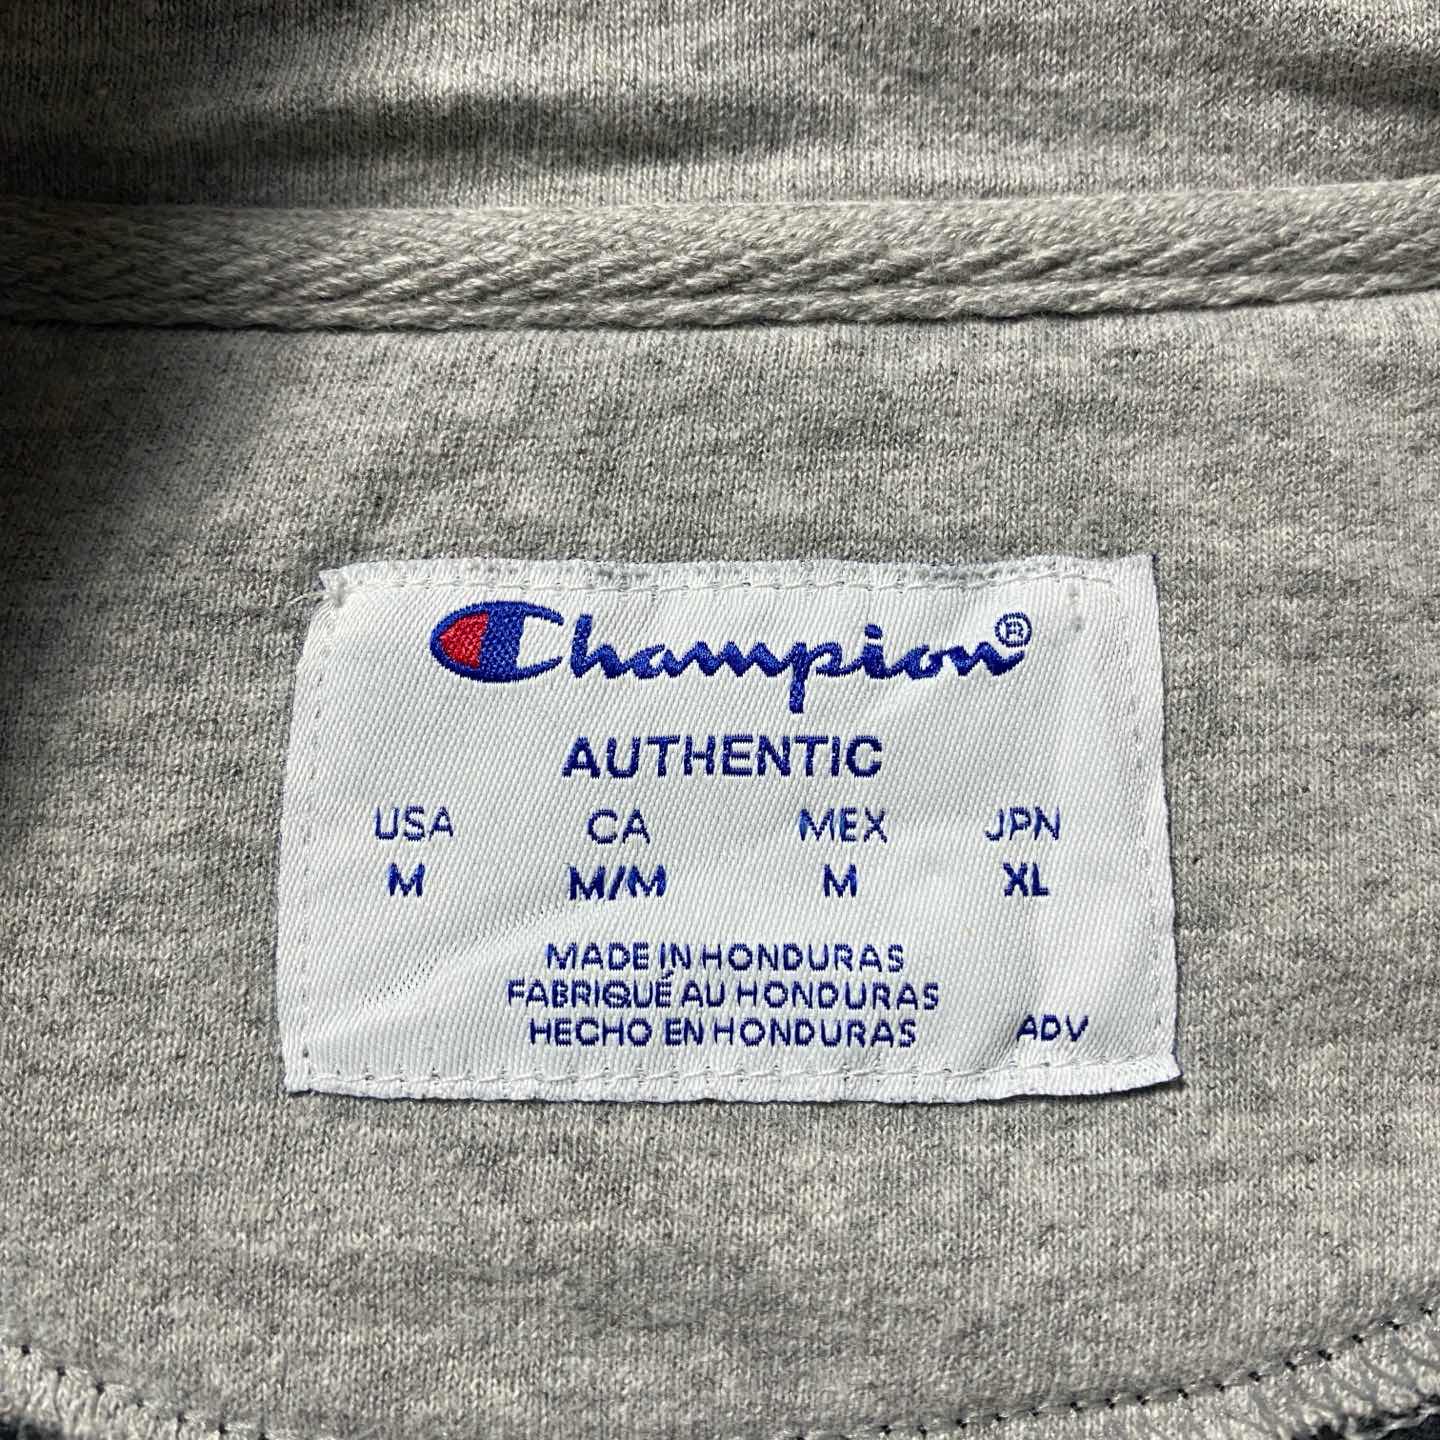 Champion®
AUTHENTIC
USA CA MEX JPN
M M/M M XL
MADE IN HONDURAS
FABRIQUÉ AU HONDURAS
HECHO EN HONDURAS ADV